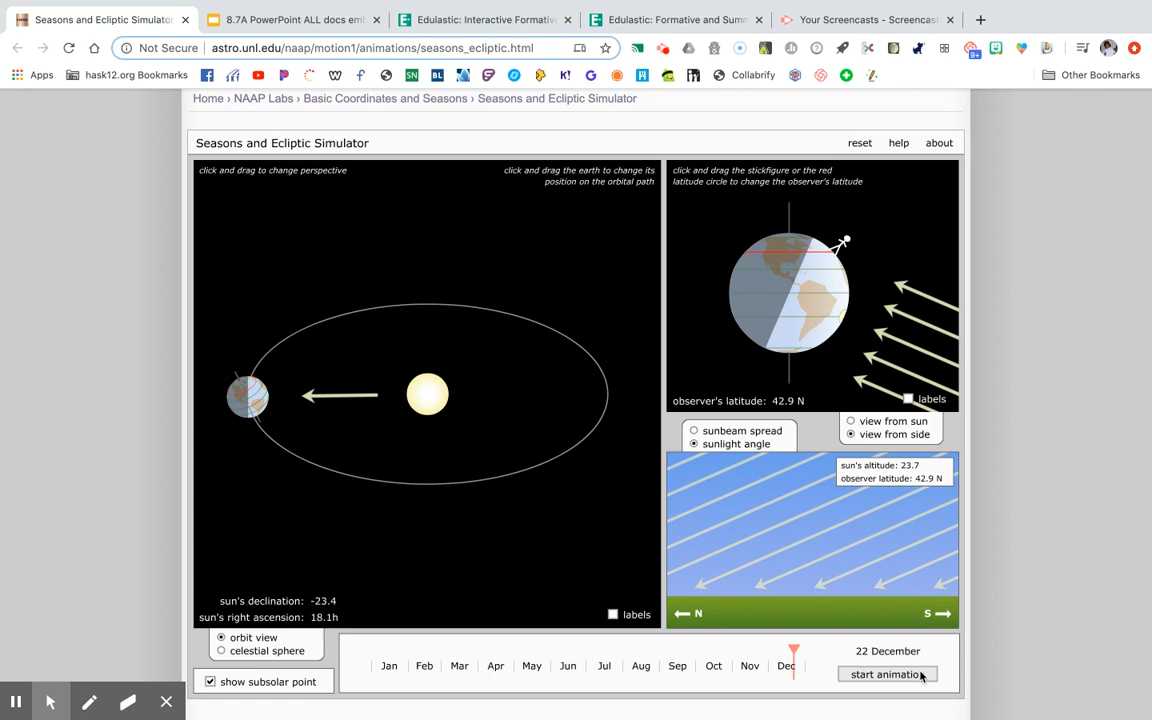 Seasons and Ecliptic Simulator
8.7A PowerPoint ALL docs emb
Edulastic: Interactive Formativ
Edulastic: Formative and Summ
Your Screencasts - Screencast
Not Secure astro.unl.edu/naap/motion1/animations/seasons_ecliptic.html
9+
Apps
hask12.org Bookmarks
SN
BL
K!
Collabrify
Other Bookmarks
Home › NAAP Labs › Basic Coordinates and Seasons › Seasons and Ecliptic Simulator
Seasons and Ecliptic Simulator
reset
help
about
click and drag to change perspective
click and drag the earth to change its
position on the orbital path
click and drag the stickfigure or the red
latitude circle to change the observer's latitude
observer's latitude: 42.9 N
labels
sunbeam spread
sunlight angle
view from sun
view from side
sun's altitude: 23.7
observer latitude: 42.9 N
N
S
sun's declination: -23.4
sun's right ascension: 18.1h
labels
orbit view
celestial sphere
show subsolar point
Jan Feb Mar Apr May Jun Jul Aug Sep Oct Nov Dec
22 December
start animation